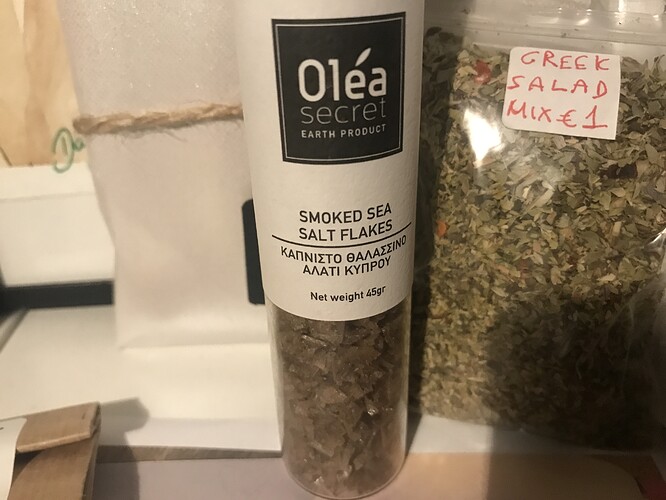 Oléa
secret
EARTH PRODUCT
SMOKED SEA
SALT FLAKES
ΚΑΠΝΙΣΤΟ ΘΑΛΑΣΣΙΝΟ
ΑΛΑΤΙ ΚΥΠΡΟΥ
Net weight 45gr
GREEK
SALAD
MIX €1